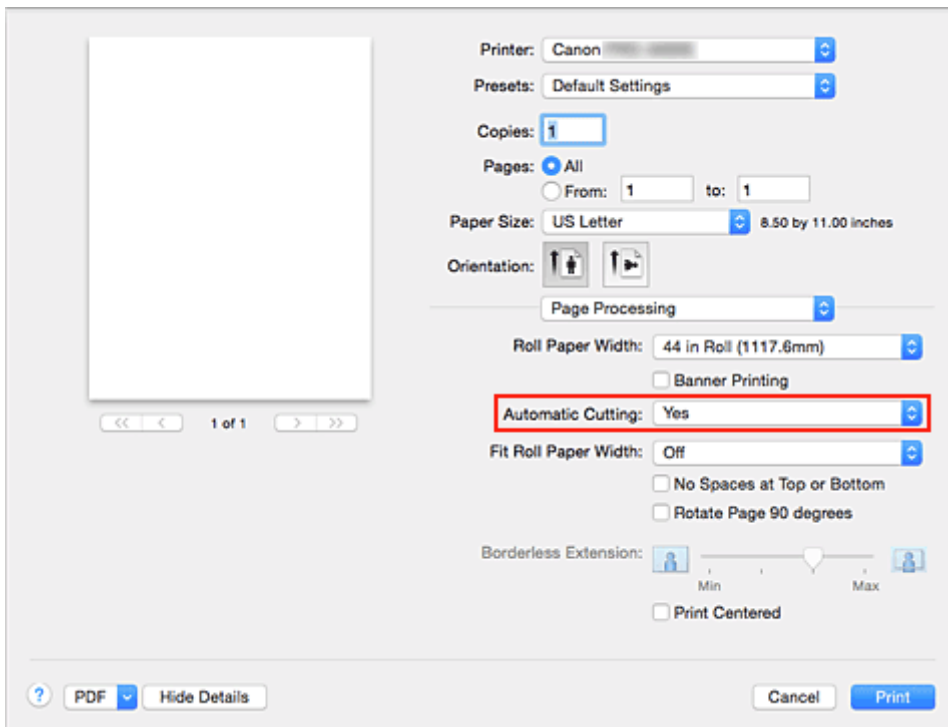 Printer: Canon
Presets: Default Settings
Copies: 1
Pages: All
From: 1 to: 1
Paper Size: US Letter 8.50 by 11.00 inches
Orientation:
Page Processing
Roll Paper Width: 44 in Roll (1117.6mm)
Banner Printing
1 of 1
Automatic Cutting: Yes
Fit Roll Paper Width: Off
No Spaces at Top or Bottom
Rotate Page 90 degrees
Borderless Extension:
Min Max
Print Centered
? PDF Hide Details Cancel Print